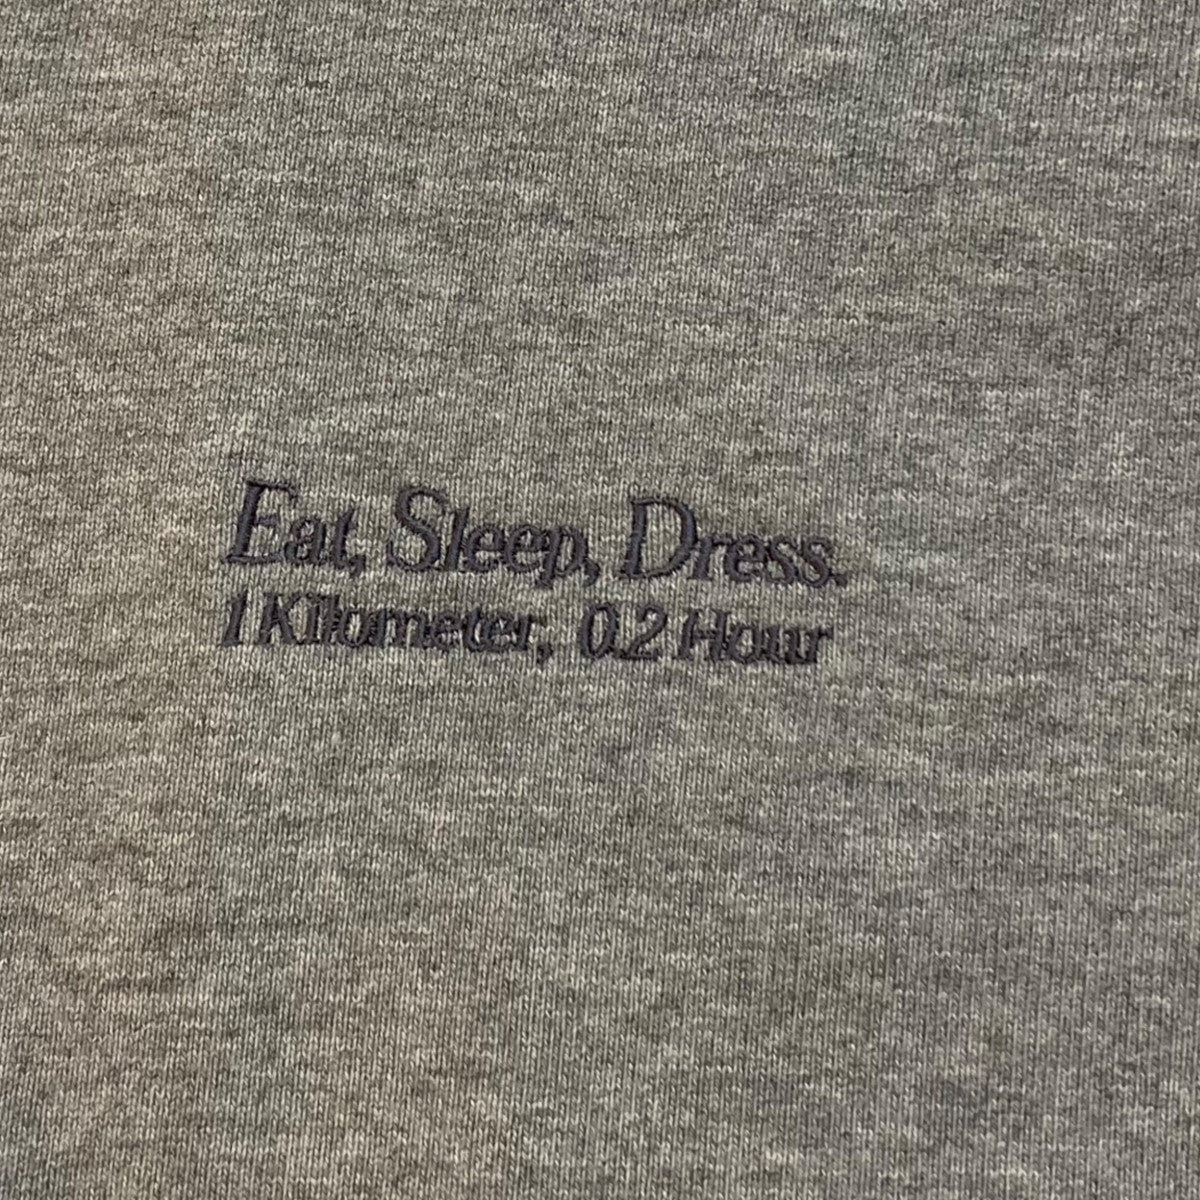 Eat, Sleep, Dress.
1 Kilometer, 0.2 Hour